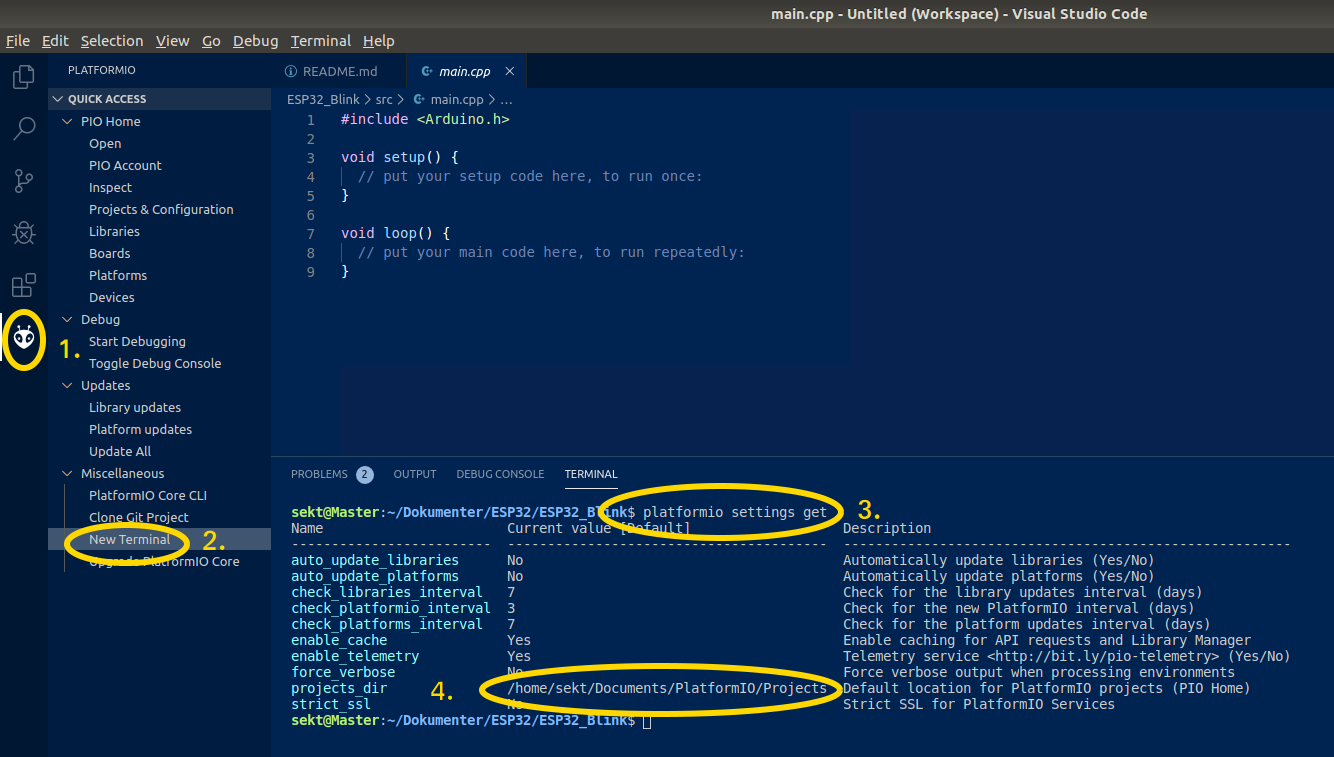 main.cpp - Untitled (Workspace) - Visual Studio Code
File Edit Selection View Go Debug Terminal Help
PLATFORMIO
QUICK ACCESS
PIO Home
Open
PIO Account
Inspect
Projects & Configuration
Libraries
Boards
Platforms
Devices
Debug
Start Debugging
Toggle Debug Console
Updates
Library updates
Platform updates
Update All
Miscellaneous
PlatformIO Core CLI
Clone Git Project
New Terminal
Upgrade PlatformIO Core
1.
2.
README.md main.cpp
ESP32_Blink > src > main.cpp > ...
1 #include <Arduino.h>
2
3 void setup() {
4 // put your setup code here, to run once:
5 }
6
7 void loop() {
8 // put your main code here, to run repeatedly:
9 }
PROBLEMS 2 OUTPUT DEBUG CONSOLE TERMINAL
3.
sekt@Master:~/Dokumenter/ESP32/ESP32_Blink$ platformio settings get
Name Current value [Default] Description
------------------------- ---------------------------------------- --------------------------------------------------------
auto_update_libraries No Automatically update libraries (Yes/No)
auto_update_platforms No Automatically update platforms (Yes/No)
check_libraries_interval 7 Check for the library updates interval (days)
check_platformio_interval 3 Check for the new PlatformIO interval (days)
check_platforms_interval 7 Check for the platform updates interval (days)
enable_cache Yes Enable caching for API requests and Library Manager
enable_telemetry Yes Telemetry service <http://bit.ly/pio-telemetry> (Yes/No)
force_verbose No Force verbose output when processing environments
4.
projects_dir /home/sekt/Documents/PlatformIO/Projects Default location for PlatformIO projects (PIO Home)
strict_ssl No Strict SSL for PlatformIO Services
sekt@Master:~/Dokumenter/ESP32/ESP32_Blink$